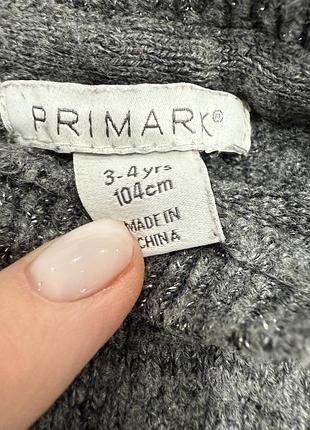 PRIMARK®
3-4 yrs
104cm
MADE IN
CHINA